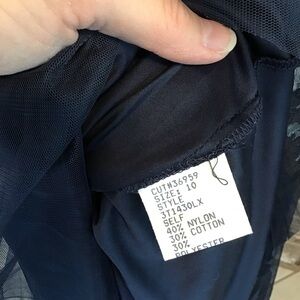 CUT#36959
SIZE: 10
STYLE
3T1430LX
SELF
40% NYLON
30% COTTON
30%
POLYESTER